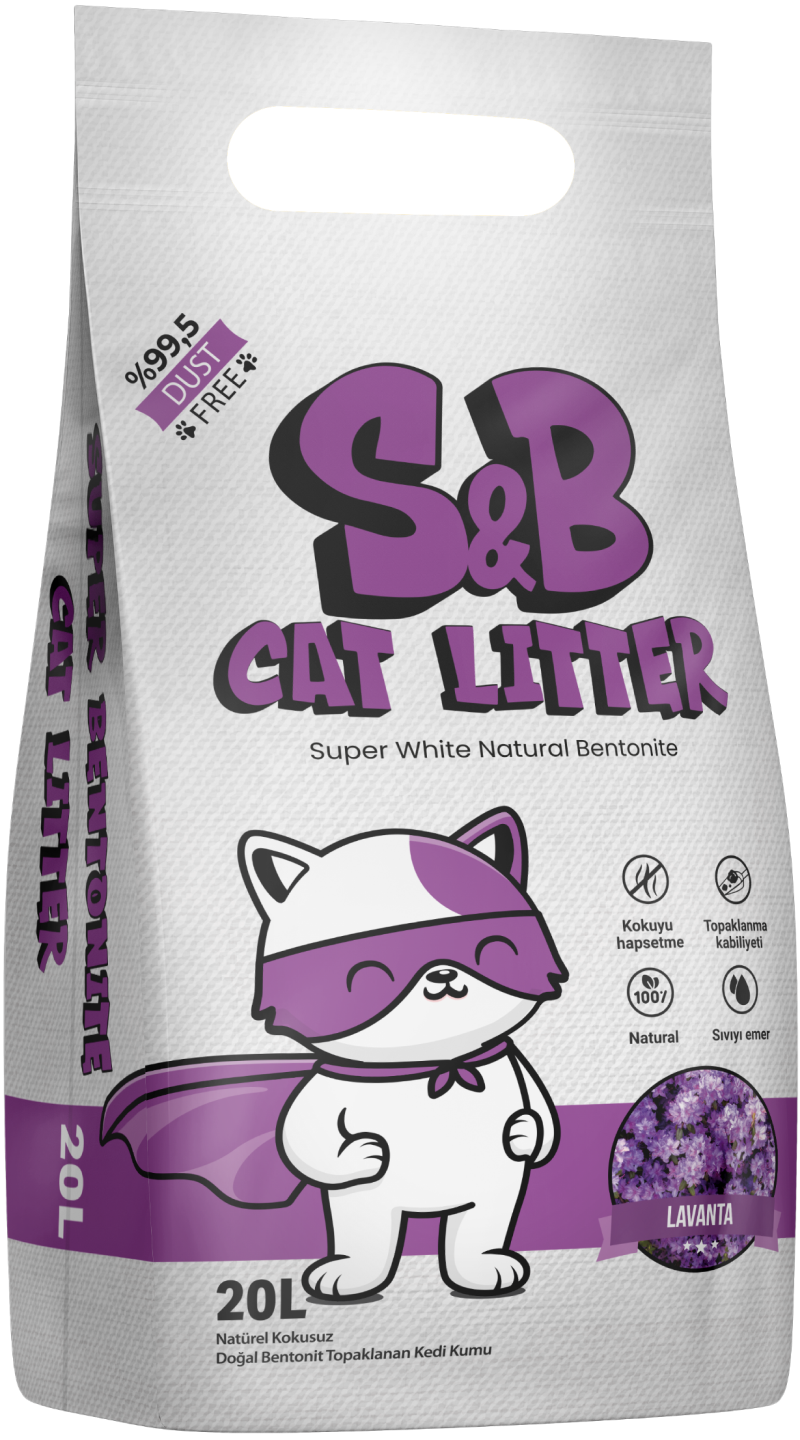 %99,5
DUST
FREE
S&B
CAT LITTER
Super White Natural Bentonite
SUPER BENTONITE
CAT LITTER
Kokuyu
hapsetme
Topaklanma
kabiliyeti
100%
Natural
Sıvıyı emer
LAVANTA
20L
20L
Natürel Kokusuz
Doğal Bentonit Topaklanan Kedi Kumu